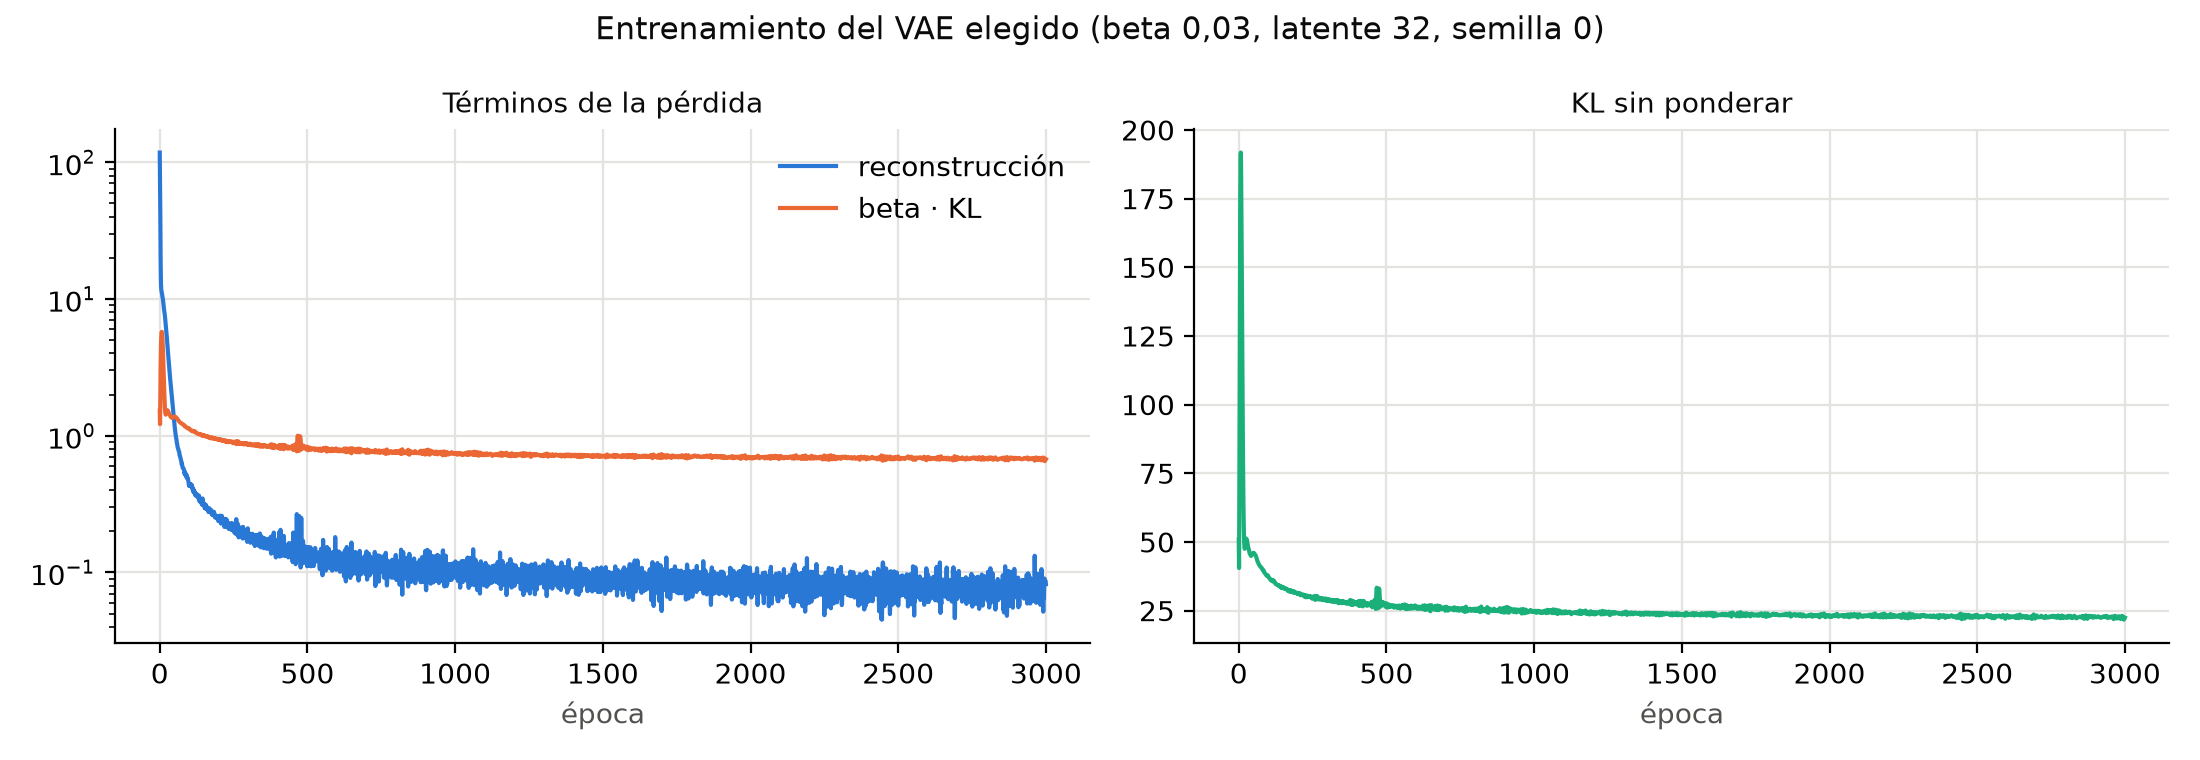 Entrenamiento del VAE elegido (beta 0,03, latente 32, semilla 0)
Términos de la pérdida
10²
10¹
10⁰
10⁻¹
reconstrucción
beta · KL
0 500 1000 1500 2000 2500 3000
época
KL sin ponderar
200
175
150
125
100
75
50
25
0 500 1000 1500 2000 2500 3000
época